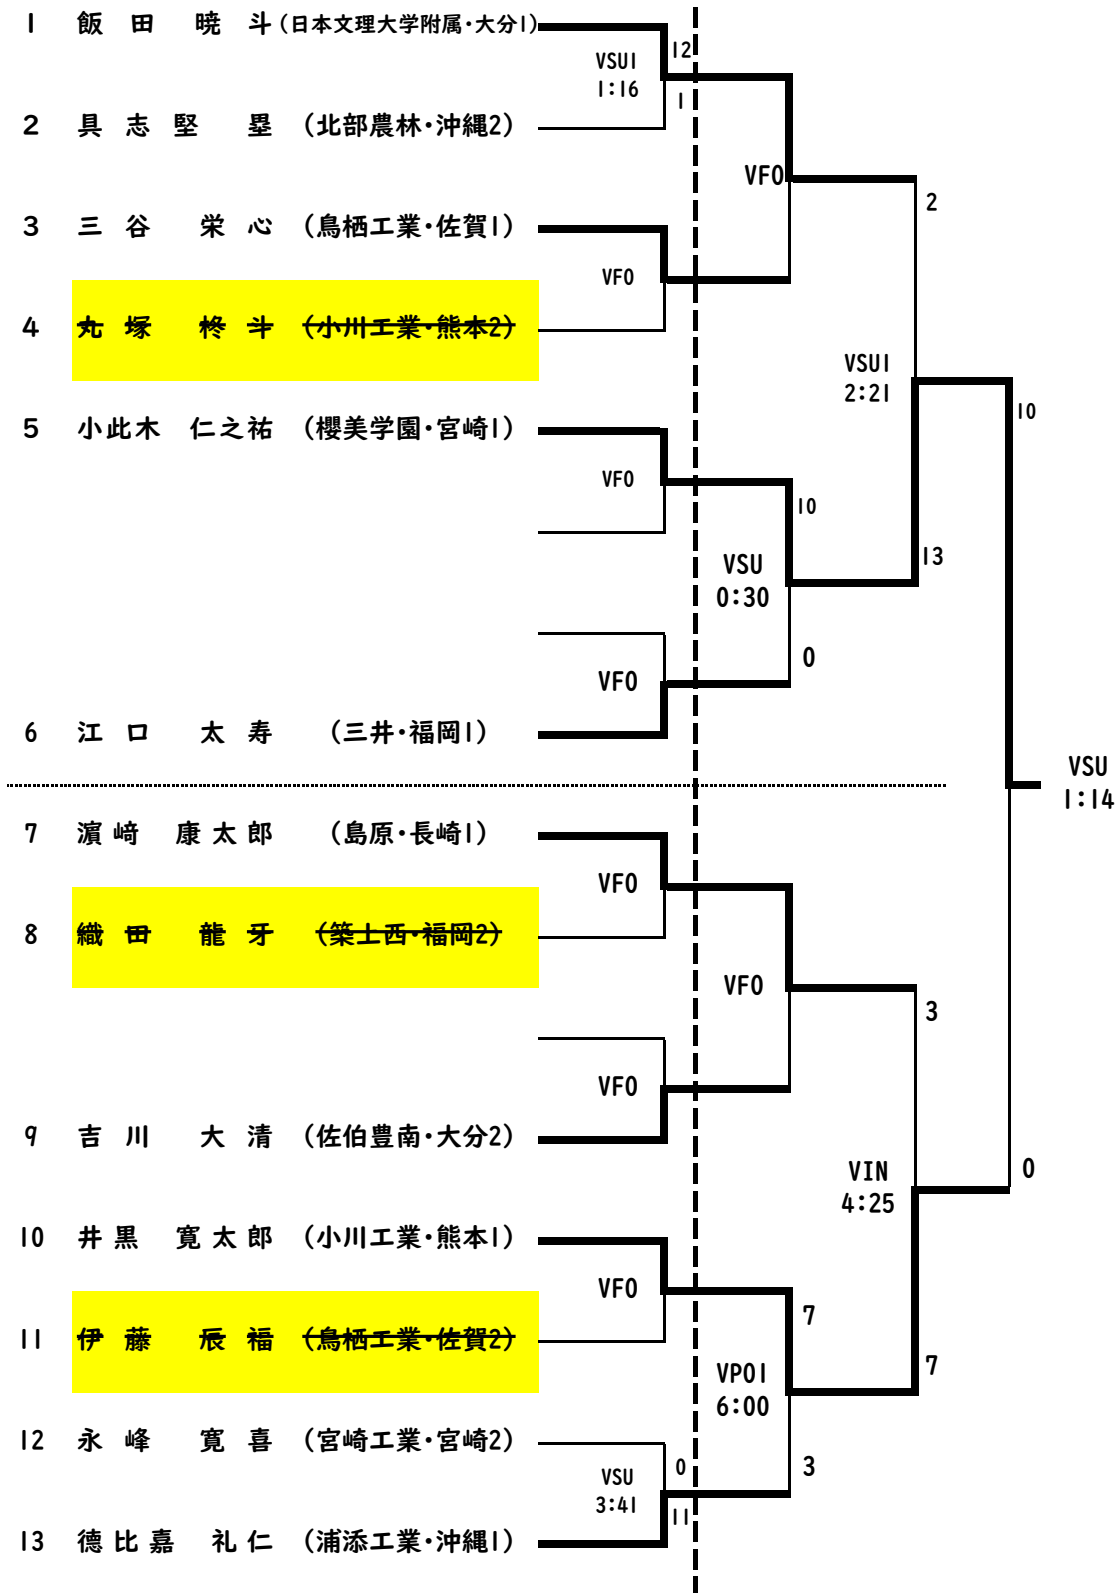 1 飯田 暁斗 (日本文理大学附属・大分1)
12
VSU1
1:16
1
2 具志堅 塁 (北部農林・沖縄2)
VFO
2
3 三谷 栄心 (鳥栖工業・佐賀1)
VFO
4 丸塚 柊斗 (小川工業・熊本2)
VSU1
2:21
10
5 小此木 仁之祐 (櫻美学園・宮崎1)
VFO
10
VSU
0:30
13
0
VFO
6 江口 太寿 (三井・福岡1)
VSU
1:14
7 濵﨑 康太郎 (島原・長崎1)
VFO
8 織田 龍牙 (築上西・福岡2)
VFO
3
VFO
9 吉川 大清 (佐伯豊南・大分2)
VIN
4:25
0
10 井黒 寛太郎 (小川工業・熊本1)
VFO
7
11 伊藤 辰福 (鳥栖工業・佐賀2)
VPO1
6:00
7
12 永峰 寛喜 (宮崎工業・宮崎2)
0
3
VSU
3:41
11
13 德比嘉 礼仁 (浦添工業・沖縄1)